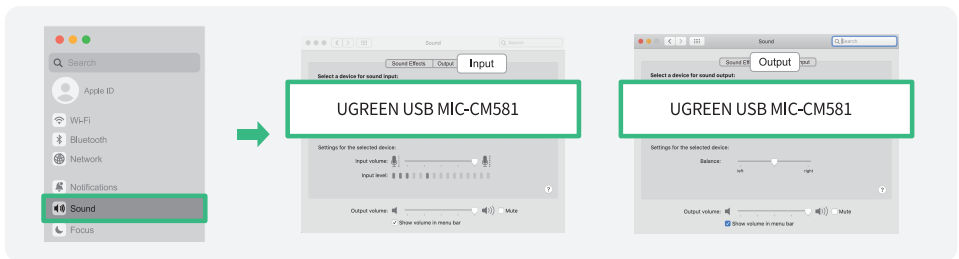 Search
Apple ID
Wi-Fi
Bluetooth
Network
Notifications
Sound
Focus
Sound
Search
Sound Effects
Output
Input
Select a device for sound input:
UGREEN USB MIC-CM581
Settings for the selected device:
Input volume:
Input level:
?
Output volume:
Mute
Show volume in menu bar
Sound
Search
Sound Eff
Output
nput
Select a device for sound output:
UGREEN USB MIC-CM581
Settings for the selected device:
Balance:
left
right
?
Output volume:
Mute
Show volume in menu bar